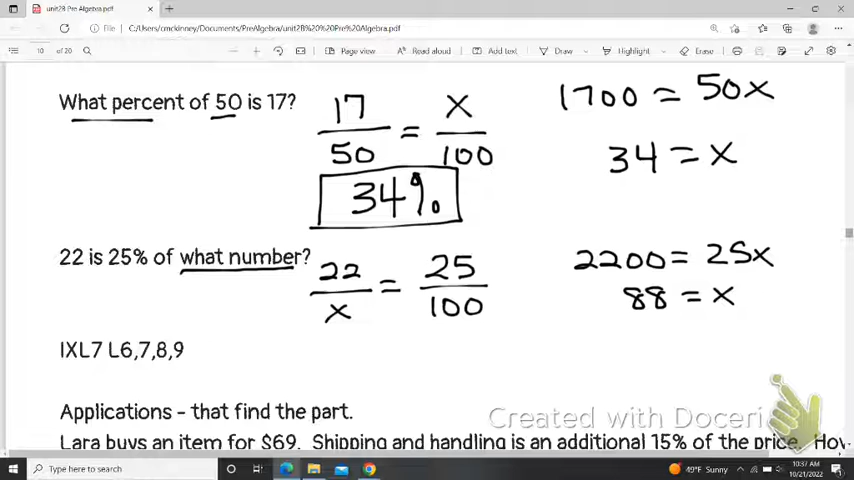 unit2B Pre Algebra.pdf
File
C:/Users/cmckinney/Documents/PreAlgebra/unit2B%20%20Pre%20Algebra.pdf
10 of 20
Page view
Read aloud
Add text
Draw
Highlight
Erase
What percent of 50 is 17?
17/50 = x/100
1700 = 50x
34 = x
34%
22 is 25% of what number?
22/x = 25/100
2200 = 25x
88 = x
IXL7 L6,7,8,9
Created with Doceri
Applications - that find the part.
Lara buys an item for $69. Shipping and handling is an additional 15% of the price. Hov
Type here to search
49°F Sunny
10:37 AM
10/21/2022